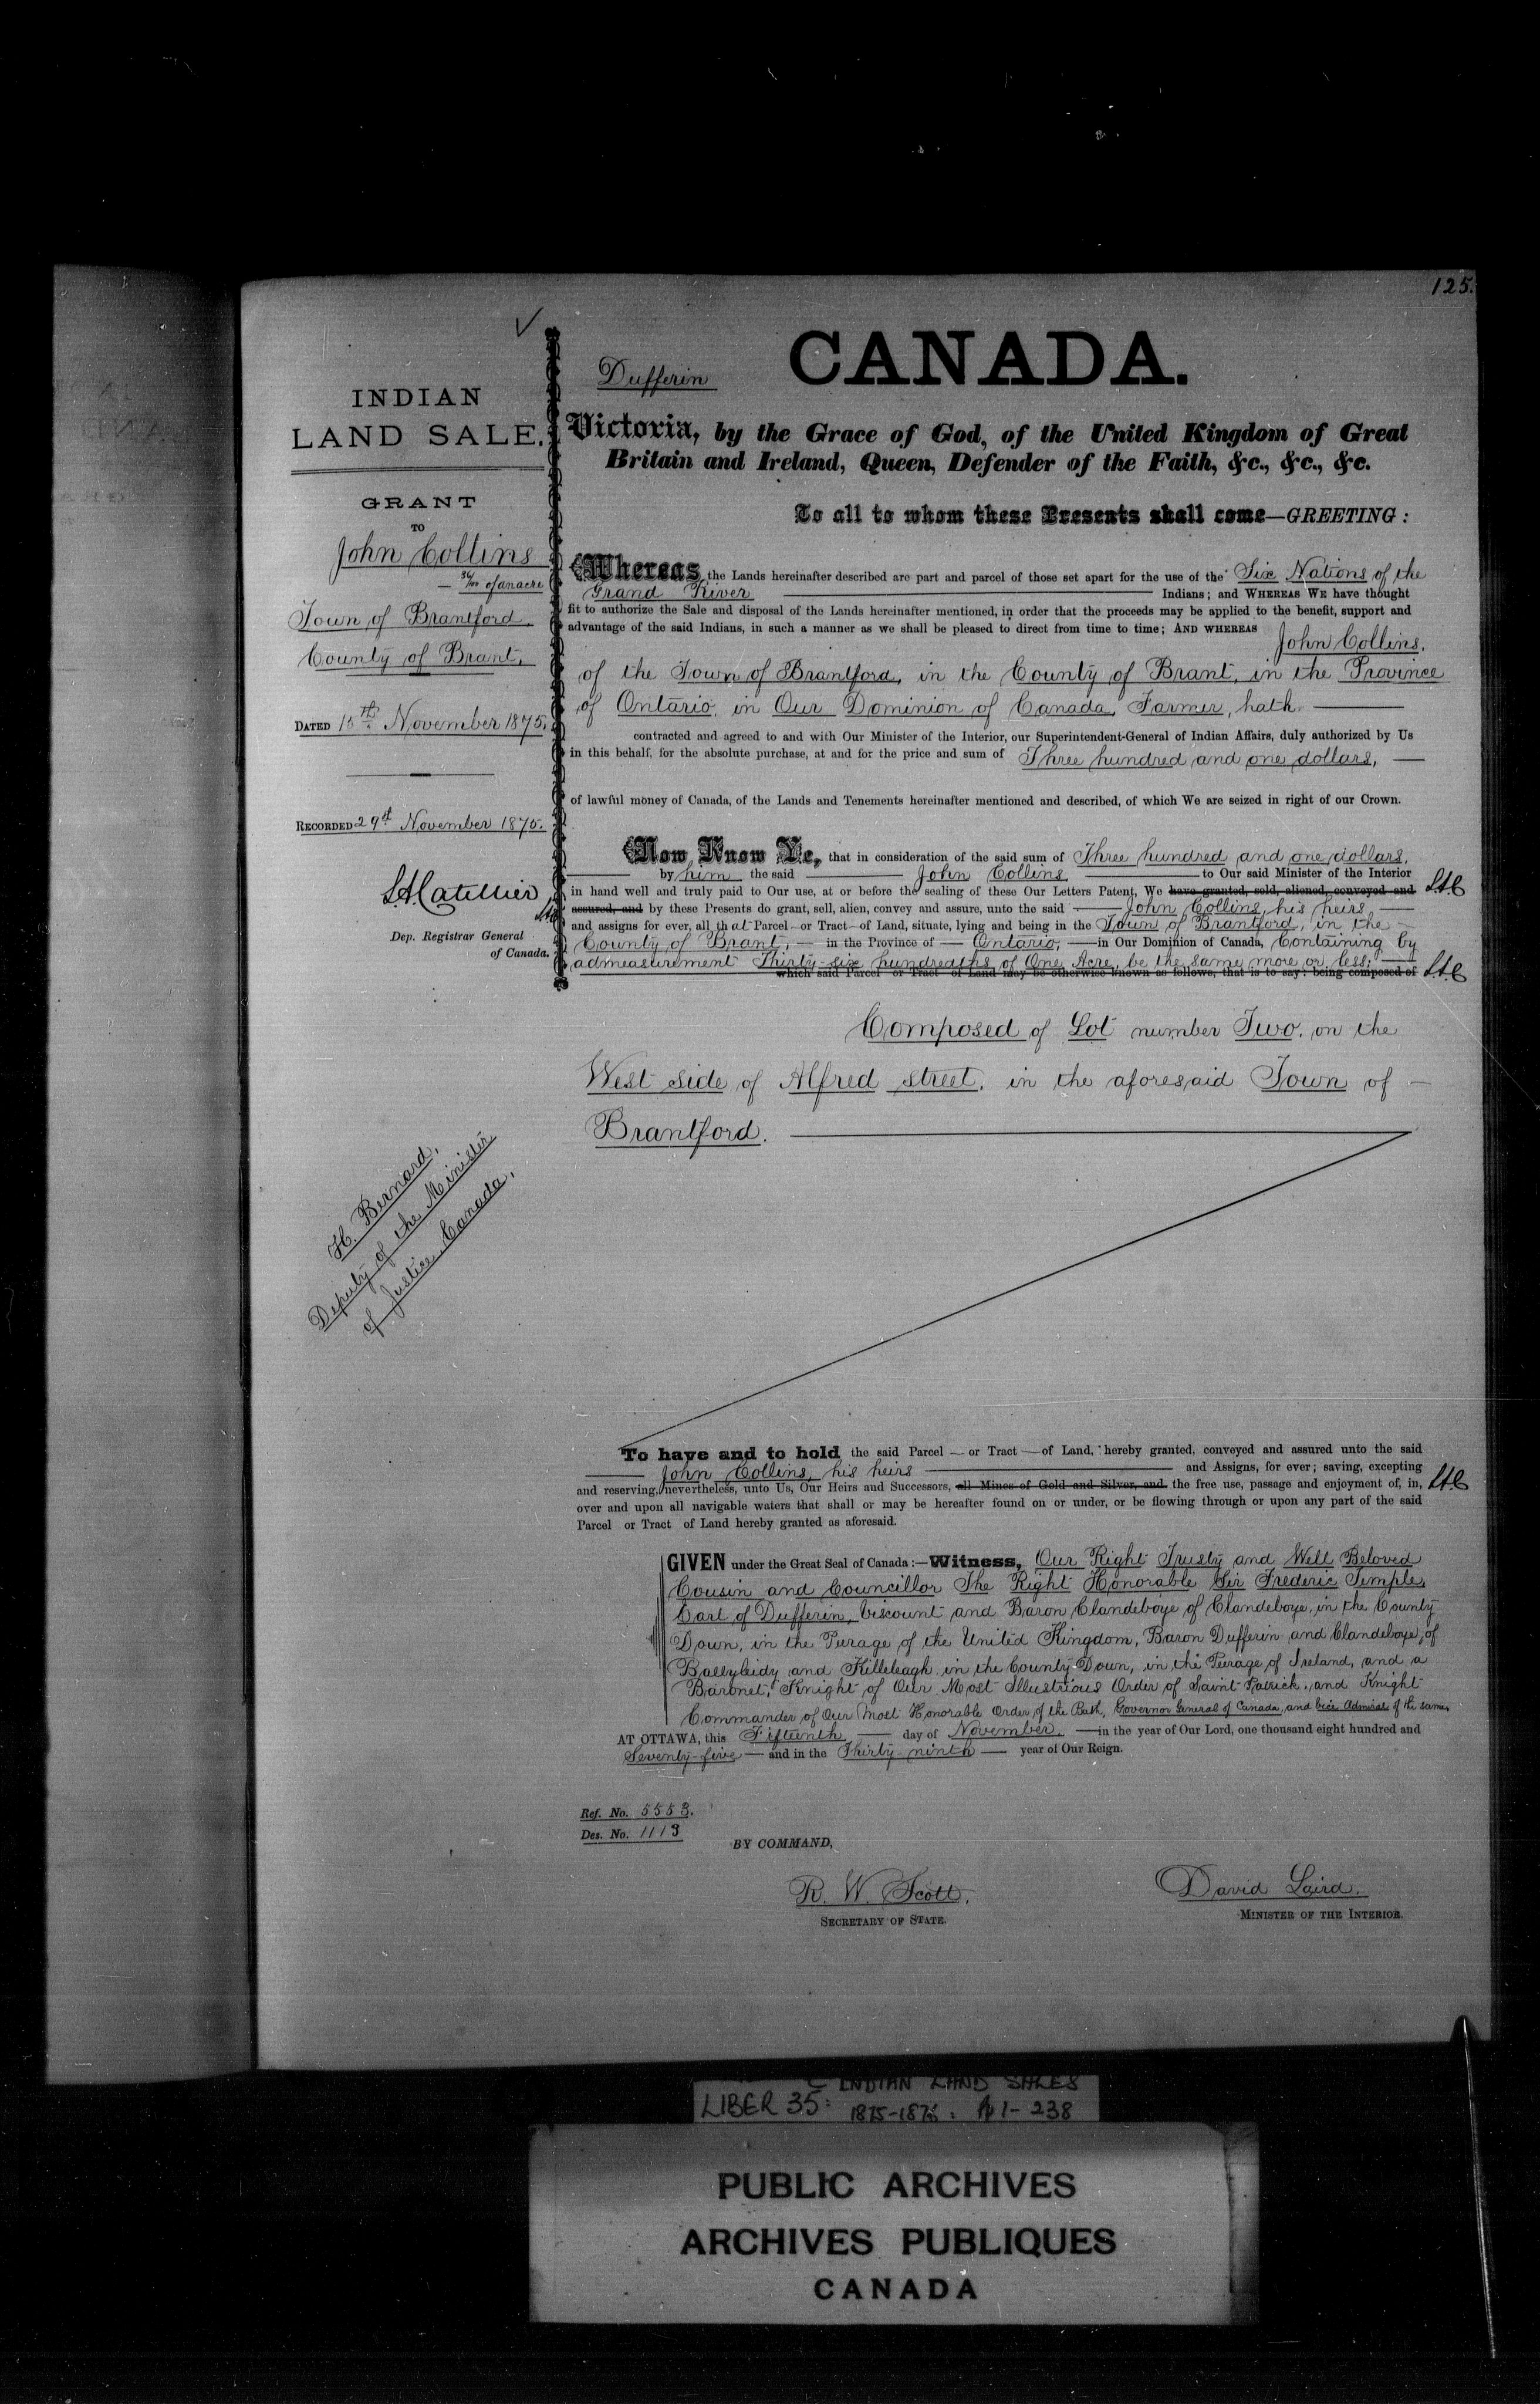 125.
CANADA.
Dufferin
INDIAN
LAND SALE.
GRANT
TO
John Collins
36/100 of an acre
Town of Brantford.
County of Brant.
DATED 15th November 1875.
RECORDED 29th November 1875.
Dep. Registrar General
of Canada.
H. Bernard,
Deputy of the Minister
of Justice, Canada.
Victoria, by the Grace of God, of the United Kingdom of Great
Britain and Ireland, Queen, Defender of the Faith, &c., &c., &c.
To all to whom these Presents shall come—GREETING:
Whereas, the Lands hereinafter described are part and parcel of those set apart for the use of the Six Nations of the
Grand River Indians; and WHEREAS WE have thought
fit to authorize the Sale and disposal of the Lands hereinafter mentioned, in order that the proceeds may be applied to the benefit, support and
advantage of the said Indians, in such a manner as we shall be pleased to direct from time to time; AND WHEREAS John Collins,
of the Town of Brantford, in the County of Brant, in the Province
of Ontario, in Our Dominion of Canada, Farmer, hath
contracted and agreed to and with Our Minister of the Interior, our Superintendent-General of Indian Affairs, duly authorized by Us
in this behalf, for the absolute purchase, at and for the price and sum of Three hundred and one dollars,
of lawful money of Canada, of the Lands and Tenements hereinafter mentioned and described, of which We are seized in right of our Crown.
Now Know Ye, that in consideration of the said sum of Three hundred and one dollars,
by him the said John Collins to Our said Minister of the Interior
in hand well and truly paid to Our use, at or before the sealing of these Our Letters Patent, We have granted, sold, aliened, conveyed and
assured, and by these Presents do grant, sell, alien, convey and assure, unto the said John Collins, his heirs
and assigns for ever, all that Parcel or Tract of Land, situate, lying and being in the Town of Brantford, in the
County of Brant, in the Province of Ontario, in Our Dominion of Canada, Containing by
admeasurement Thirty-six hundredths of One Acre, be the same more or less;
which said Parcel or Tract of Land may be otherwise known as follows, that is to say: being composed of
Composed of Lot number Two, on the
West side of Alfred street, in the aforesaid Town of
Brantford.
To have and to hold the said Parcel or Tract of Land, hereby granted, conveyed and assured unto the said
John Collins, his heirs and Assigns, for ever; saving, excepting
and reserving, nevertheless, unto Us, Our Heirs and Successors, all Mines of Gold and Silver, and the free use, passage and enjoyment of, in,
over and upon all navigable waters that shall or may be hereafter found on or under, or be flowing through or upon any part of the said
Parcel or Tract of Land hereby granted as aforesaid.
GIVEN under the Great Seal of Canada:—Witness, Our Right Trusty and Well Beloved
Cousin and Councillor The Right Honorable Sir Frederic Temple,
Earl of Dufferin, Viscount and Baron Clandeboye of Clandeboye, in the County
Down, in the Peerage of the United Kingdom, Baron Dufferin and Clandeboye, of
Ballyleidy and Killeleagh in the County Down, in the Peerage of Ireland, and a
Baronet, Knight of Our Most Illustrious Order of Saint Patrick, and Knight
Commander of Our Most Honorable Order of the Bath, Governor General of Canada, and Vice Admiral of the same,
AT OTTAWA, this Fifteenth day of November, in the year of Our Lord, one thousand eight hundred and
Seventy-five and in the Thirty-ninth year of Our Reign.
Ref. No. 5553.
Des. No. 1113
BY COMMAND,
R. W. Scott,
SECRETARY OF STATE.
David Laird,
MINISTER OF THE INTERIOR.
INDIAN LAND SALES
LIBER 35: 1875-1876: Pp 1-238
PUBLIC ARCHIVES
ARCHIVES PUBLIQUES
CANADA